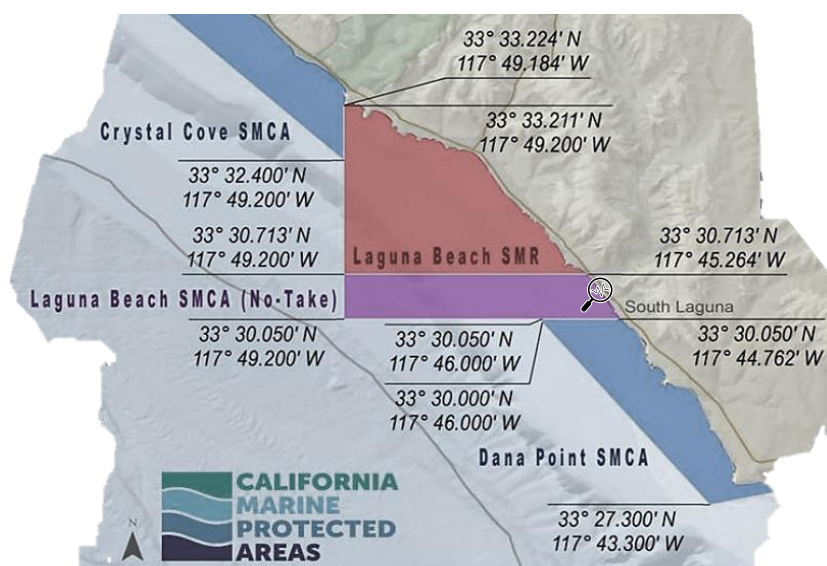 33° 33.224' N
117° 49.184' W
33° 33.211' N
117° 49.200' W
Crystal Cove SMCA
33° 32.400' N
117° 49.200' W
33° 30.713' N
117° 49.200' W
33° 30.713' N
117° 45.264' W
Laguna Beach SMR
Laguna Beach SMCA (No-Take)
South Laguna
33° 30.050' N
117° 49.200' W
33° 30.050' N
117° 46.000' W
33° 30.050' N
117° 44.762' W
33° 30.000' N
117° 46.000' W
Dana Point SMCA
33° 27.300' N
117° 43.300' W
N
CALIFORNIA
MARINE
PROTECTED
AREAS